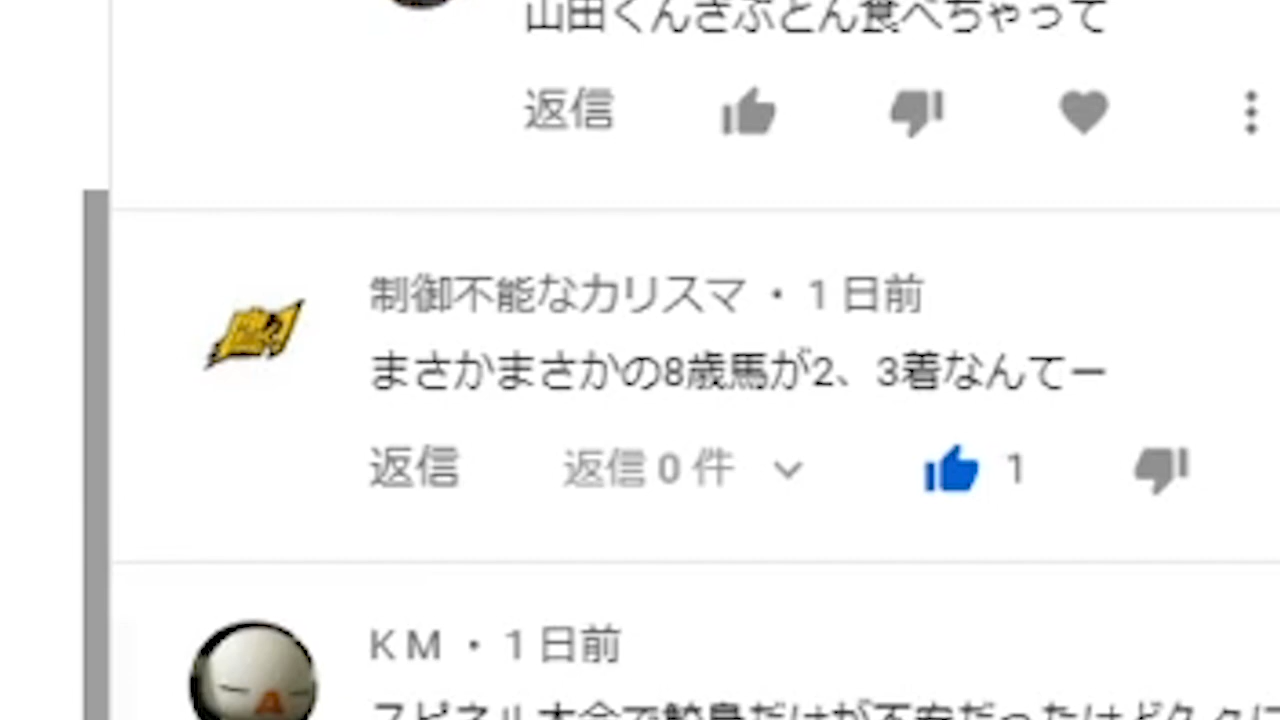 山田くんざぶとん食べちゃって
返信
制御不能なカリスマ・1日前
まさかまさかの8歳馬が2、3着なんてー
返信 返信 0 件 1
K M・1日前